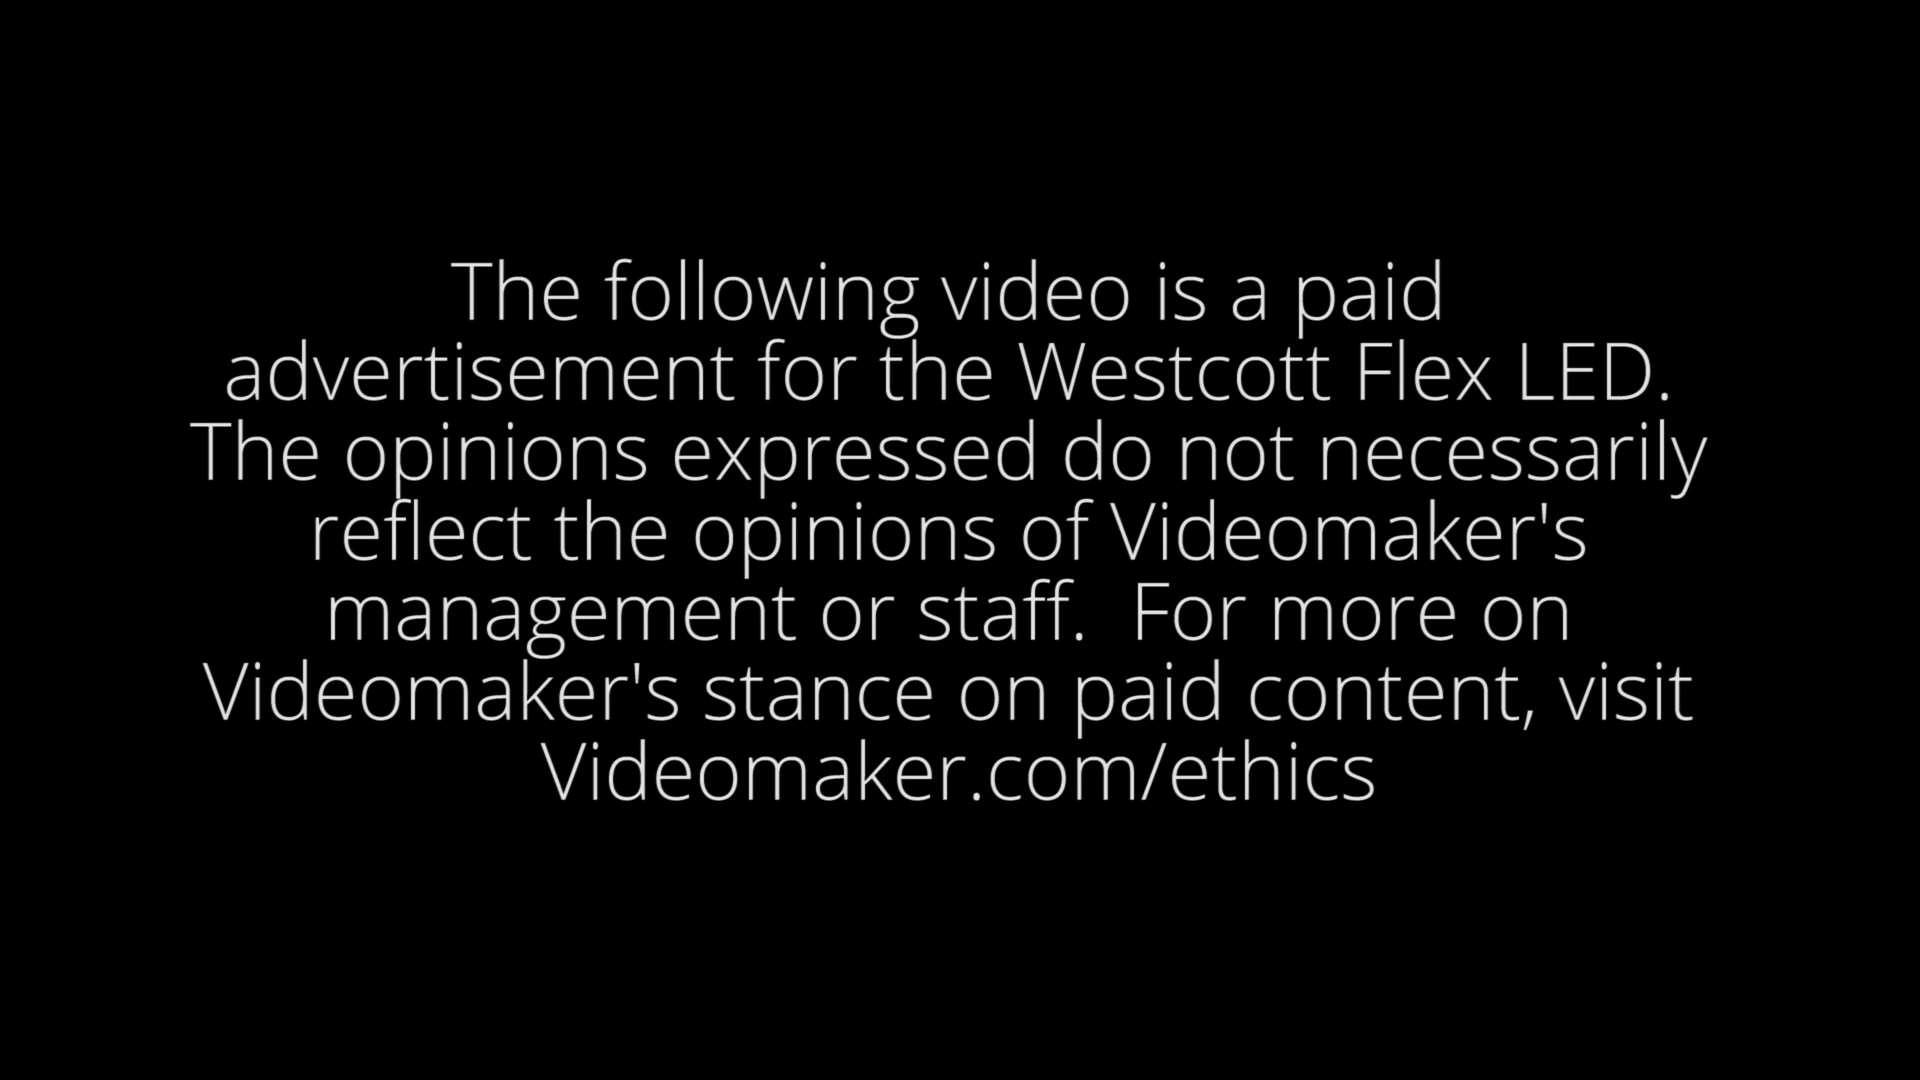 The following video is a paid
advertisement for the Westcott Flex LED.
The opinions expressed do not necessarily
reflect the opinions of Videomaker's
management or staff.  For more on
Videomaker's stance on paid content, visit
Videomaker.com/ethics